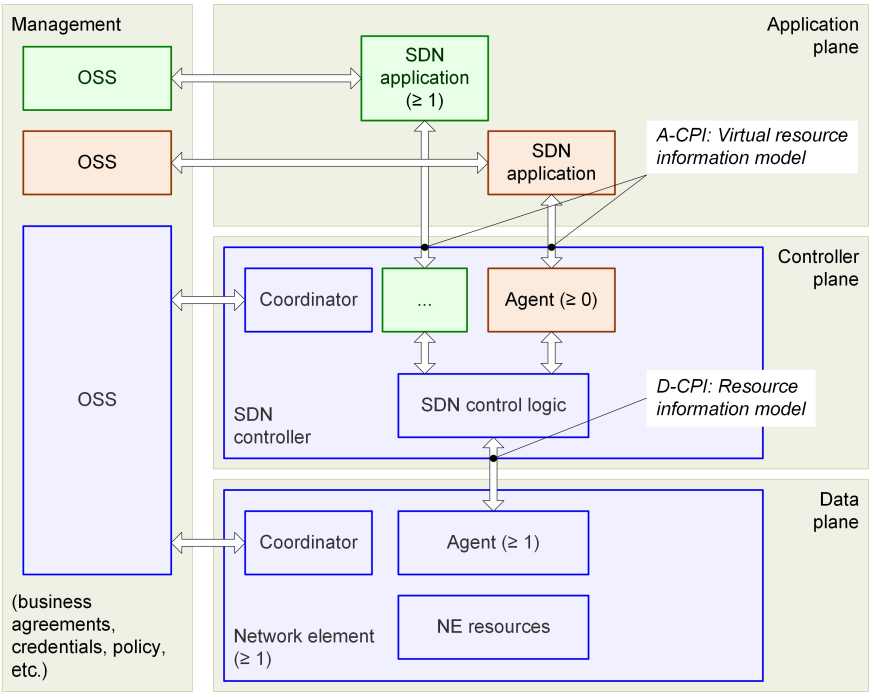 Management
OSS
OSS
OSS
(business
agreements,
credentials, policy,
etc.)
Application
plane
SDN
application
(≥ 1)
SDN
application
A-CPI: Virtual resource
information model
Controller
plane
Coordinator
...
Agent (≥ 0)
SDN control logic
SDN
controller
D-CPI: Resource
information model
Data
plane
Coordinator
Agent (≥ 1)
NE resources
Network element
(≥ 1)